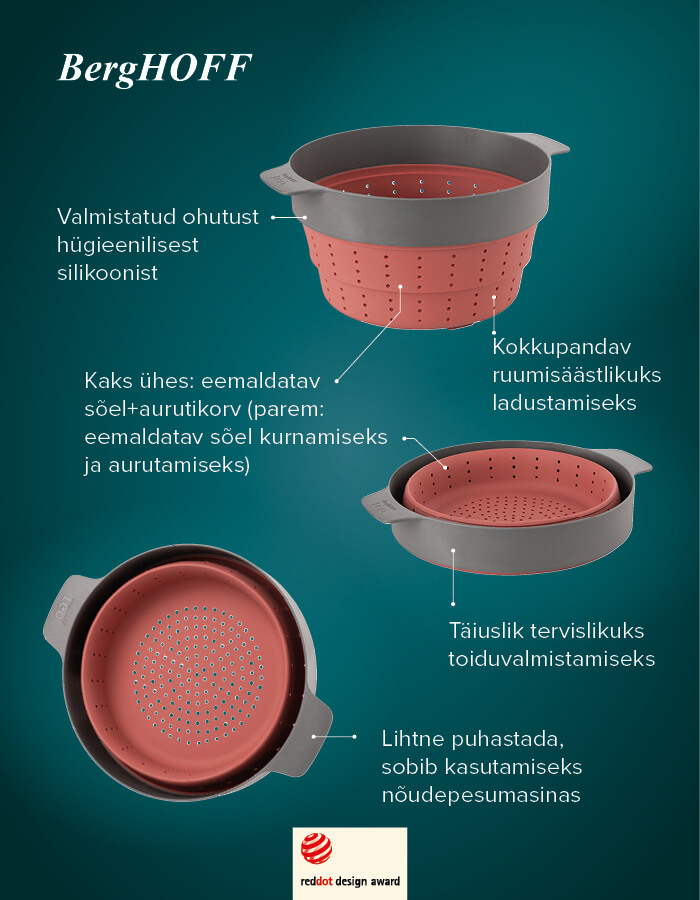 BergHOFF
Valmistatud ohutust
hügieenilisest
silikoonist
Kokkupandav
ruumisäästlikuks
ladustamiseks
Kaks ühes: eemaldatav
sõel+aurutikorv (parem:
eemaldatav sõel kurnamiseks
ja aurutamiseks)
Täiuslik tervislikuks
toiduvalmistamiseks
Lihtne puhastada,
sobib kasutamiseks
nõudepesumasinas
reddot design award